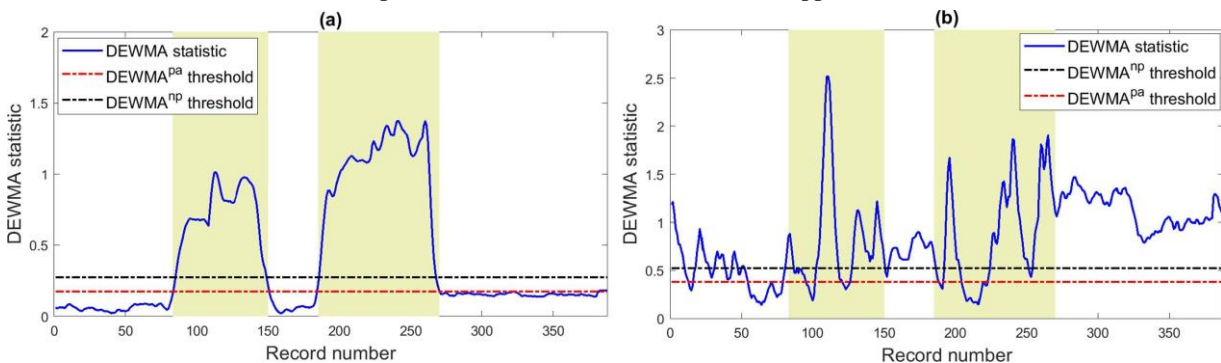 (a)
2
1.5
1
0.5
0
0 50 100 150 200 250 300 350
DEWMA statistic
Record number
DEWMA statistic
DEWMA^pa threshold
DEWMA^np threshold
(b)
3
2.5
2
1.5
1
0.5
0
0 50 100 150 200 250 300 350
DEWMA statistic
Record number
DEWMA statistic
DEWMA^np threshold
DEWMA^pa threshold